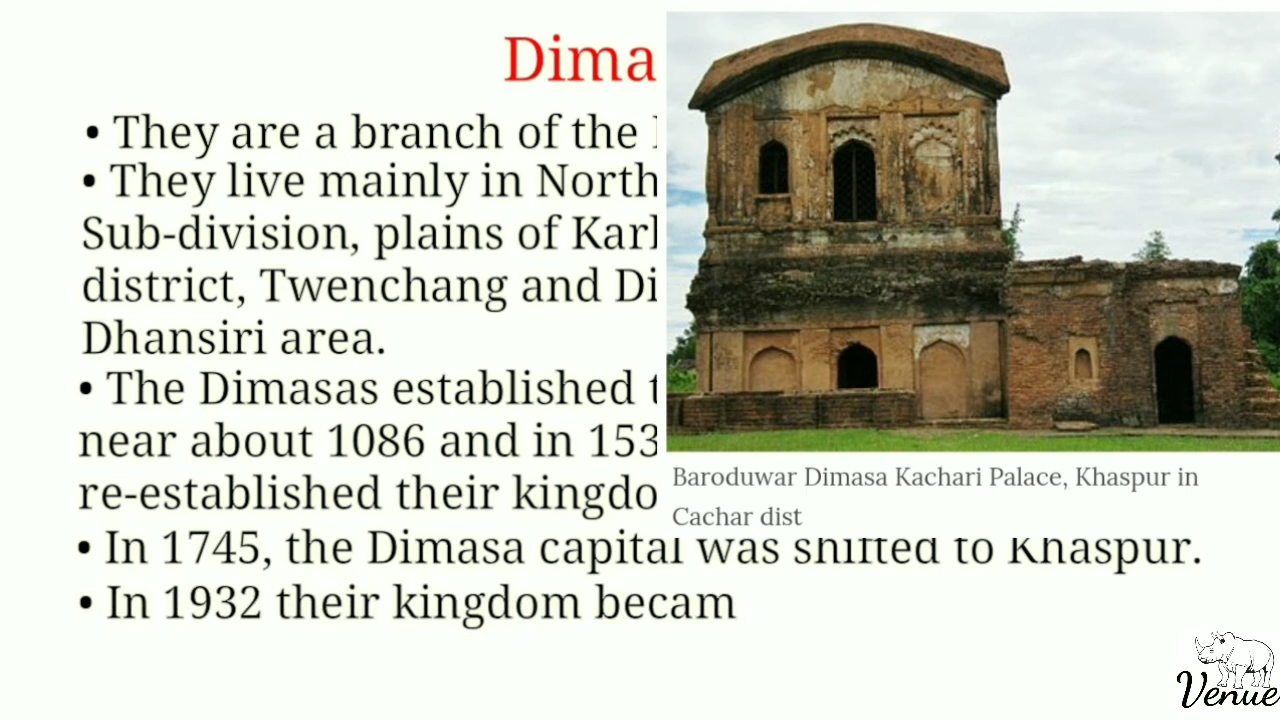 Dima
• They are a branch of the
• They live mainly in North
Sub-division, plains of Kar
district, Twenchang and Di
Dhansiri area.
• The Dimasas established t
near about 1086 and in 153
re-established their kingdo
• In 1745, the Dimasa capital was shifted to Khaspur.
• In 1932 their kingdom becam
Baroduwar Dimasa Kachari Palace, Khaspur in
Cachar dist
Venue